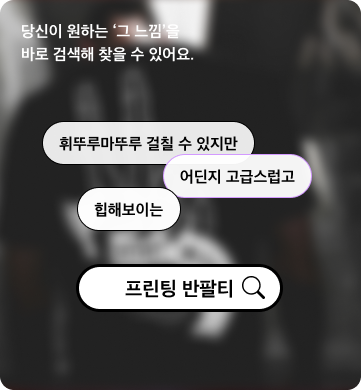 당신이 원하는 ‘그 느낌’을
바로 검색해 찾을 수 있어요.
휘뚜루마뚜루 걸칠 수 있지만
어딘지 고급스럽고
힙해보이는
프린팅 반팔티